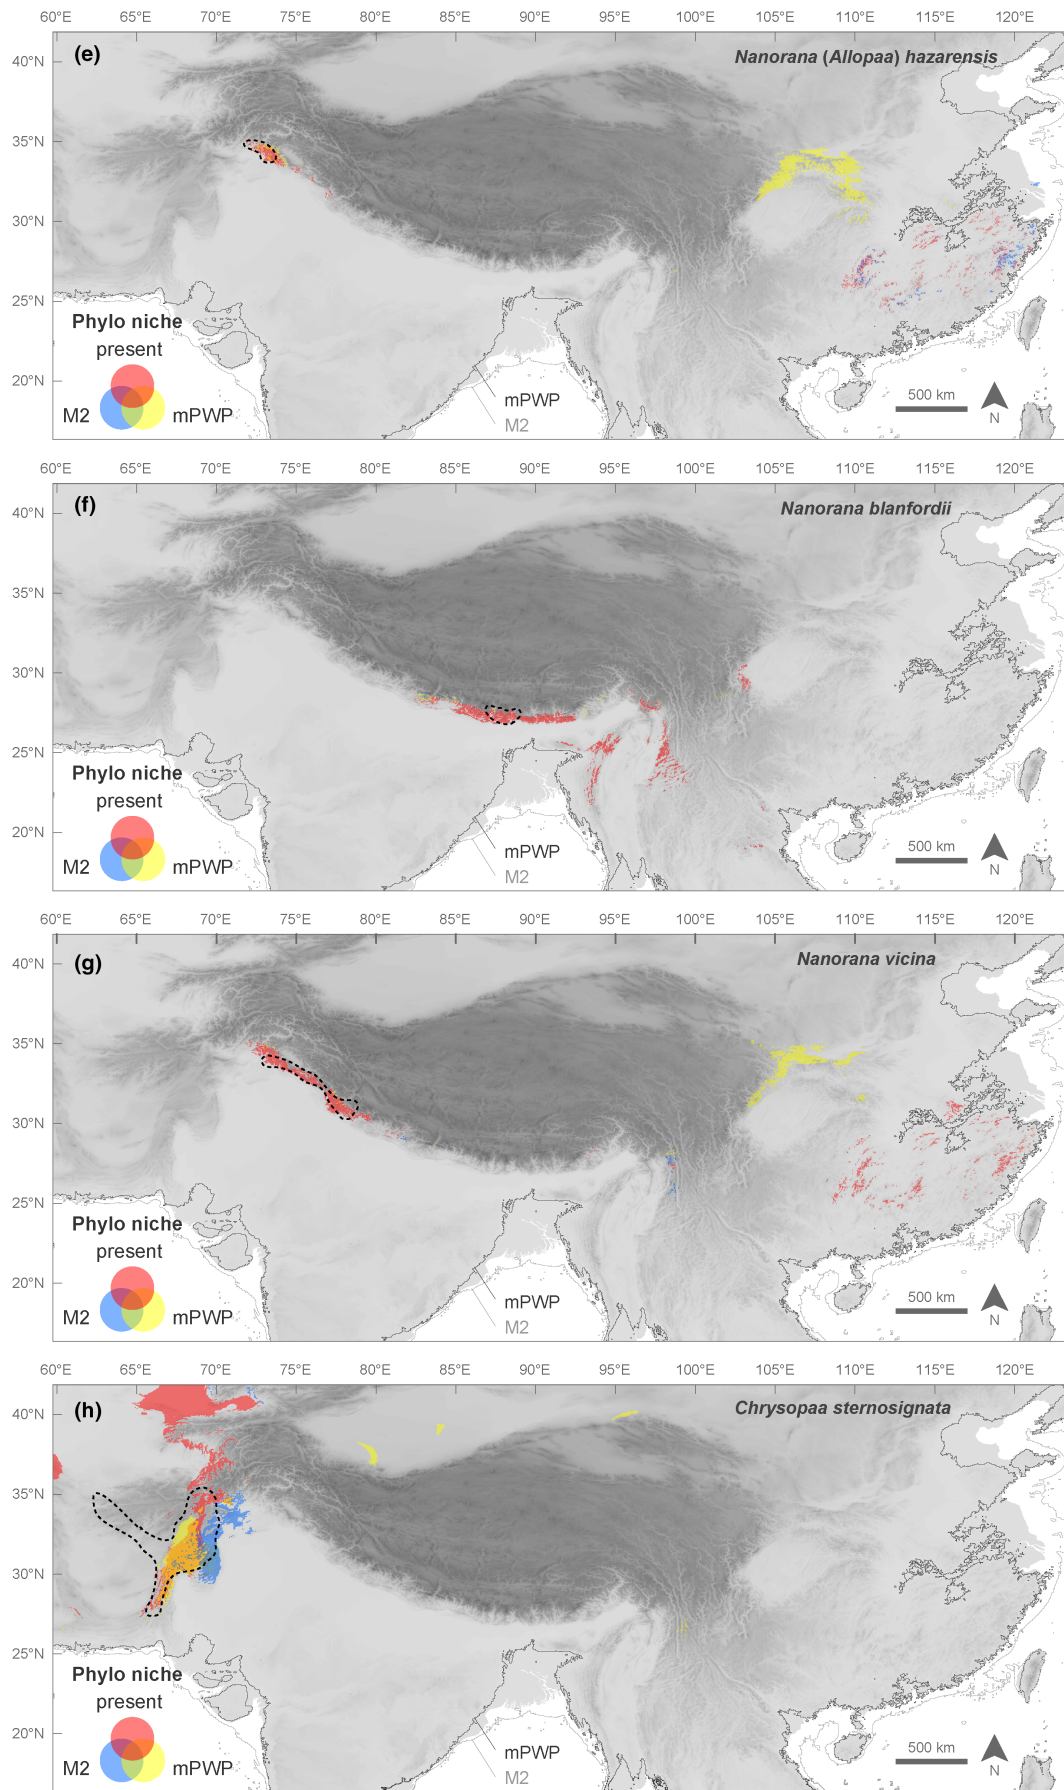 60°E 65°E 70°E 75°E 80°E 85°E 90°E 95°E 100°E 105°E 110°E 115°E 120°E
(e)
Nanorana (Allopaa) hazarensis
40°N
35°N
30°N
25°N
20°N
Phylo niche
present
M2 mPWP
mPWP
M2
500 km
N
60°E 65°E 70°E 75°E 80°E 85°E 90°E 95°E 100°E 105°E 110°E 115°E 120°E
(f)
Nanorana blanfordii
40°N
35°N
30°N
25°N
20°N
Phylo niche
present
M2 mPWP
mPWP
M2
500 km
N
60°E 65°E 70°E 75°E 80°E 85°E 90°E 95°E 100°E 105°E 110°E 115°E 120°E
(g)
Nanorana vicina
40°N
35°N
30°N
25°N
20°N
Phylo niche
present
M2 mPWP
mPWP
M2
500 km
N
60°E 65°E 70°E 75°E 80°E 85°E 90°E 95°E 100°E 105°E 110°E 115°E 120°E
(h)
Chrysopaa sternosignata
40°N
35°N
30°N
25°N
20°N
Phylo niche
present
M2 mPWP
mPWP
M2
500 km
N